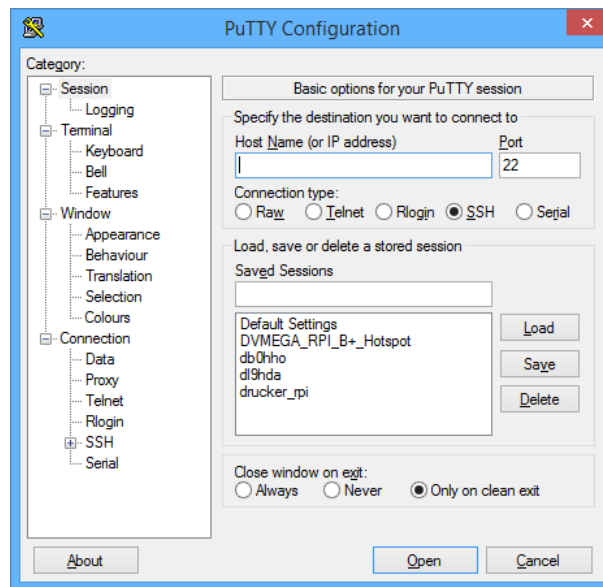 PuTTY Configuration
Category:
Session
Logging
Terminal
Keyboard
Bell
Features
Window
Appearance
Behaviour
Translation
Selection
Colours
Connection
Data
Proxy
Telnet
Rlogin
SSH
Serial
Basic options for your PuTTY session
Specify the destination you want to connect to
Host Name (or IP address) Port
22
Connection type:
Raw Telnet Rlogin SSH Serial
Load, save or delete a stored session
Saved Sessions
Default Settings
DVMEGA_RPI_B+_Hotspot
db0hho
dl9hda
drucker_rpi
Load
Save
Delete
Close window on exit:
Always Never Only on clean exit
About Open Cancel